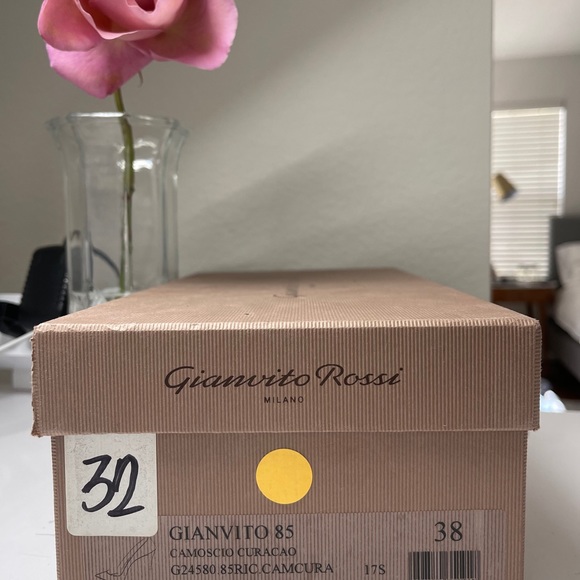 Gianvito Rossi
MILANO
32
GIANVITO 85
38
CAMOSCIO CURACAO
G24580 85RIC CAMCURA 17S